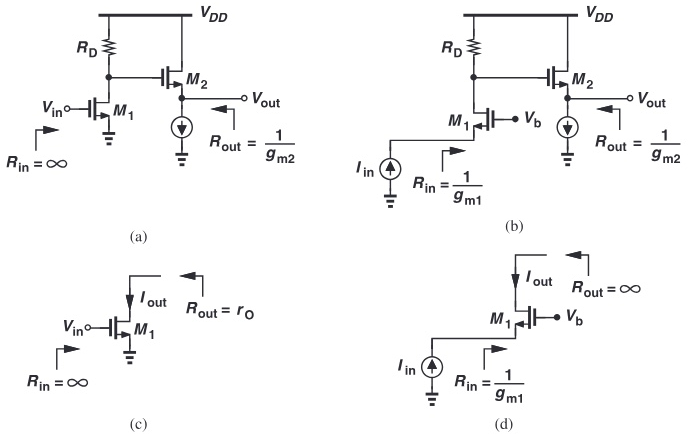 V_DD
R_D
M_2
V_in
M_1
V_out
R_in = ∞
R_out = 1/g_m2
(a)
V_DD
R_D
M_2
M_1
V_b
V_out
I_in
R_in = 1/g_m1
R_out = 1/g_m2
(b)
I_out
R_out = r_O
V_in
M_1
R_in = ∞
(c)
I_out
R_out = ∞
M_1
V_b
I_in
R_in = 1/g_m1
(d)